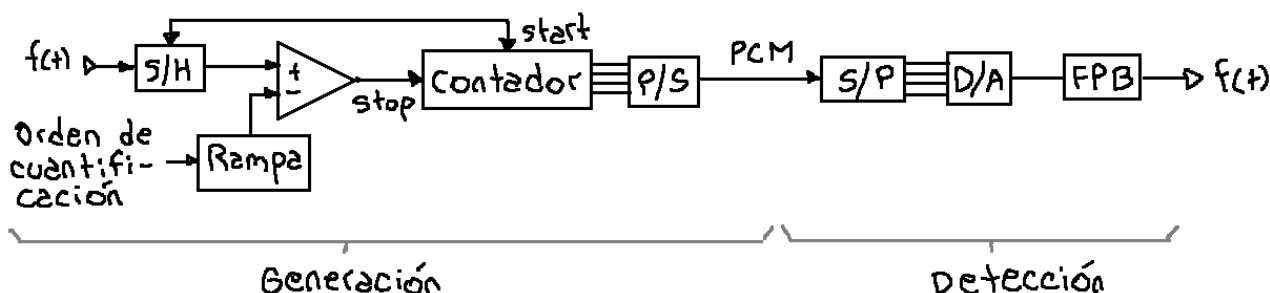 start
f(t)
S/H
+
-
stop
Contador
P/S
PCM
S/P
D/A
FPB
f(t)
Orden de
cuantifi-
cación
Rampa
Generación
Detección